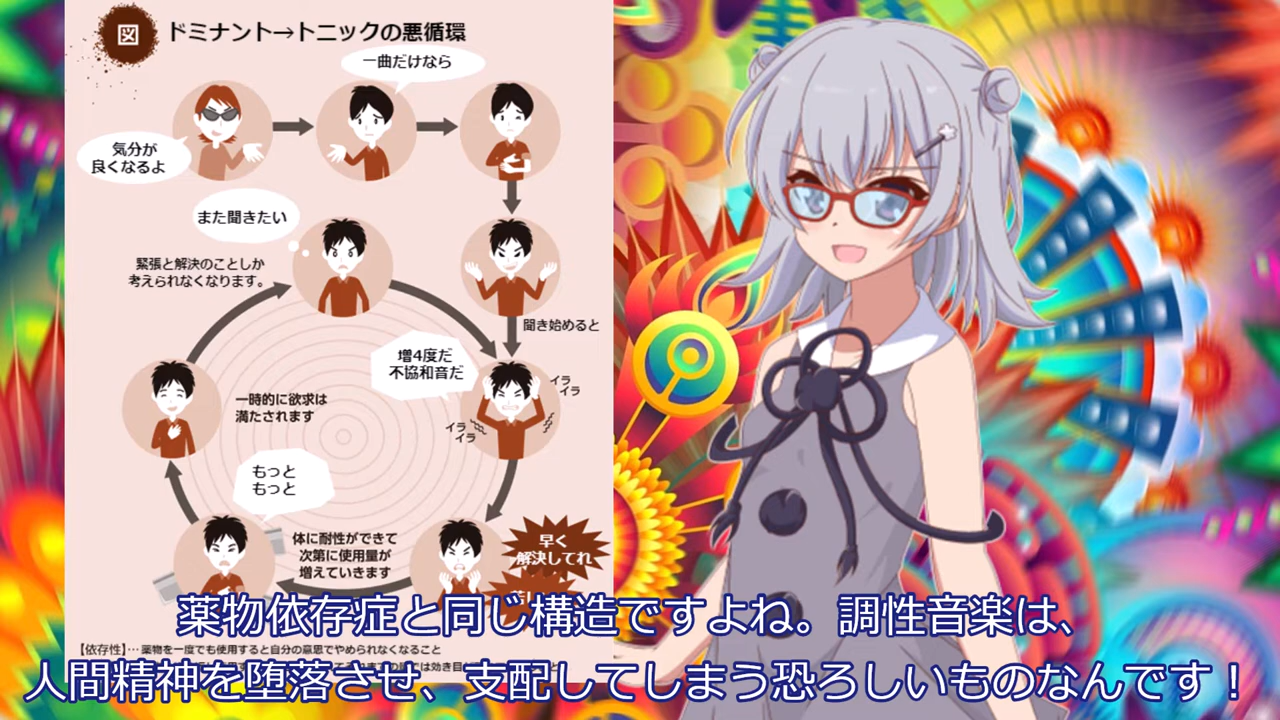 図
ドミナント→トニックの悪循環
一曲だけなら
気分が
良くなるよ
また聞きたい
緊張と解決のことしか
考えられなくなります。
聞き始めると
増4度だ
不協和音だ
イラ
イラ
イラ
イラ
一時的に欲求は
満たされます
もっと
もっと
体に耐性ができて
次第に使用量が
増えていきます
早く
解決してれ
【依存性】…薬物を一度でも使用すると自分の意思でやめられなくなること
薬物依存症と同じ構造ですよね。調性音楽は、
人間精神を堕落させ、支配してしまう恐ろしいものなんです！